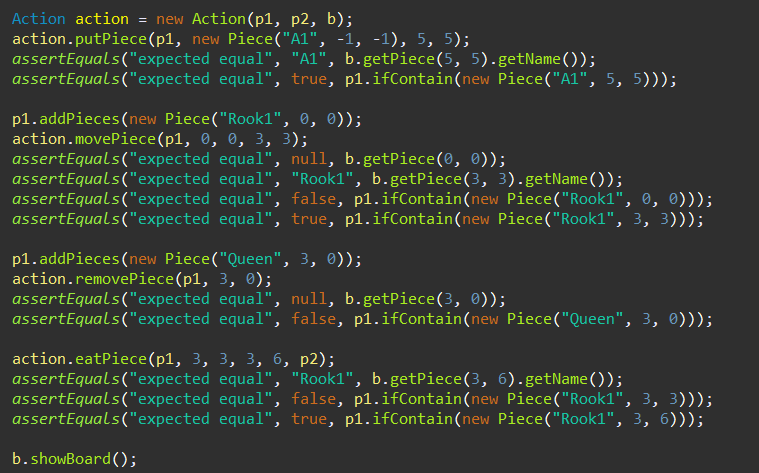 Action action = new Action(p1, p2, b);
action.putPiece(p1, new Piece("A1", -1, -1), 5, 5);
assertEquals("expected equal", "A1", b.getPiece(5, 5).getName());
assertEquals("expected equal", true, p1.ifContain(new Piece("A1", 5, 5)));

p1.addPieces(new Piece("Rook1", 0, 0));
action.movePiece(p1, 0, 0, 3, 3);
assertEquals("expected equal", null, b.getPiece(0, 0));
assertEquals("expected equal", "Rook1", b.getPiece(3, 3).getName());
assertEquals("expected equal", false, p1.ifContain(new Piece("Rook1", 0, 0)));
assertEquals("expected equal", true, p1.ifContain(new Piece("Rook1", 3, 3)));

p1.addPieces(new Piece("Queen", 3, 0));
action.removePiece(p1, 3, 0);
assertEquals("expected equal", null, b.getPiece(3, 0));
assertEquals("expected equal", false, p1.ifContain(new Piece("Queen", 3, 0)));

action.eatPiece(p1, 3, 3, 3, 6, p2);
assertEquals("expected equal", "Rook1", b.getPiece(3, 6).getName());
assertEquals("expected equal", false, p1.ifContain(new Piece("Rook1", 3, 3)));
assertEquals("expected equal", true, p1.ifContain(new Piece("Rook1", 3, 6)));

b.showBoard();